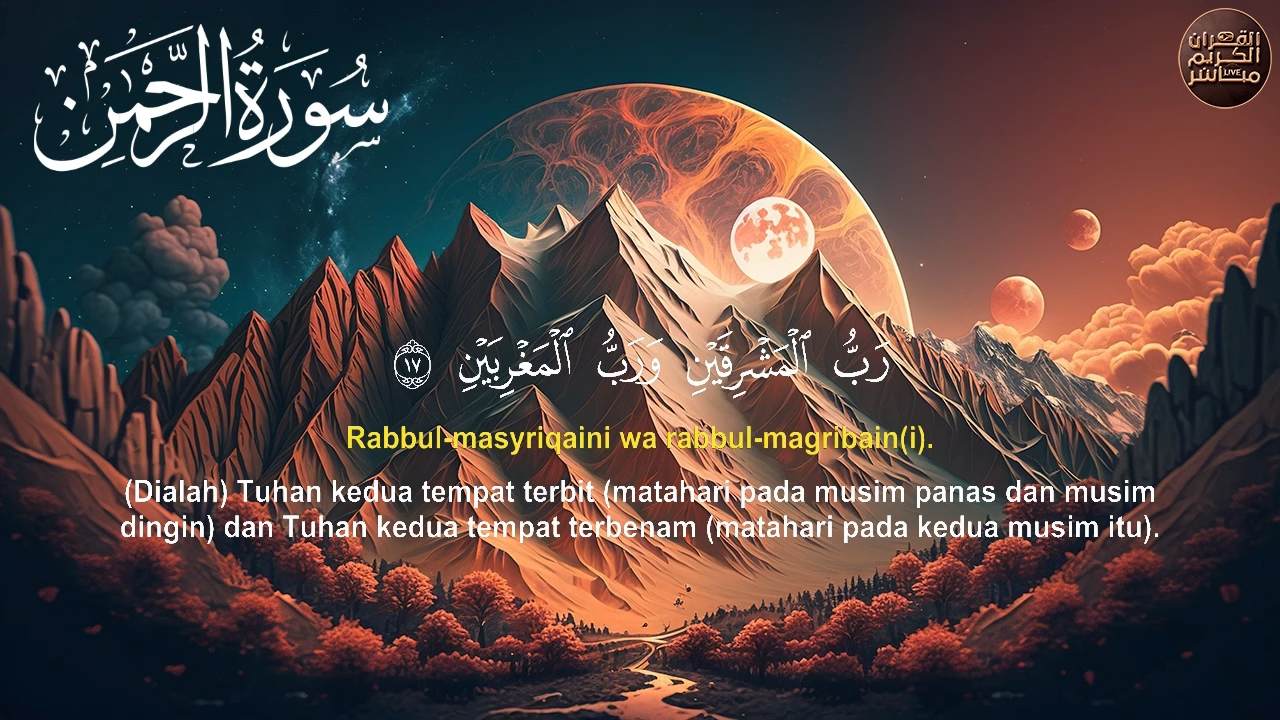 سُورَةُ الرَّحْمَٰنِ
القرآن
الكريم
مباشر
LIVE
رَبُّ ٱلْمَشْرِقَيْنِ وَرَبُّ ٱلْمَغْرِبَيْنِ ١٧
Rabbul-masyriqaini wa rabbul-magribain(i).
(Dialah) Tuhan kedua tempat terbit (matahari pada musim panas dan musim
dingin) dan Tuhan kedua tempat terbenam (matahari pada kedua musim itu).